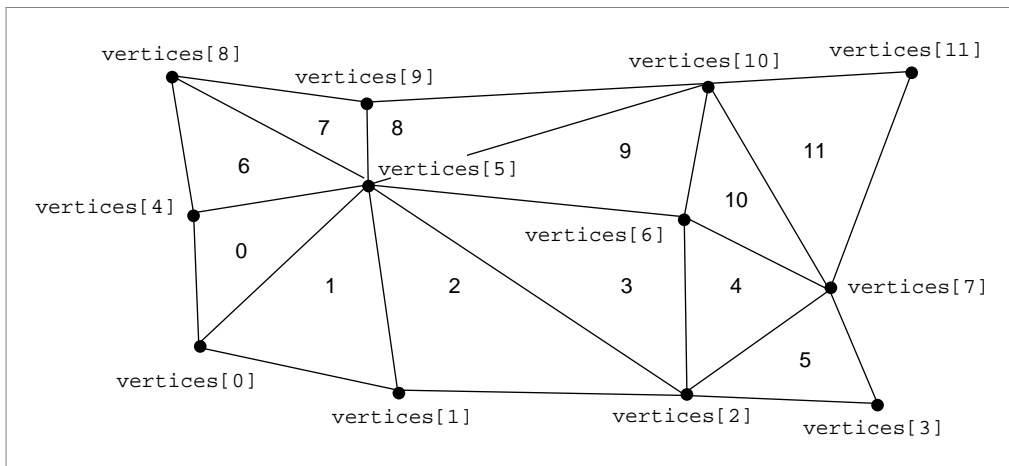 vertices[8]
vertices[9]
vertices[10]
vertices[11]
7
8
9
11
6
vertices[5]
vertices[4]
10
vertices[6]
0
1
2
3
4
vertices[7]
5
vertices[0]
vertices[1]
vertices[2]
vertices[3]